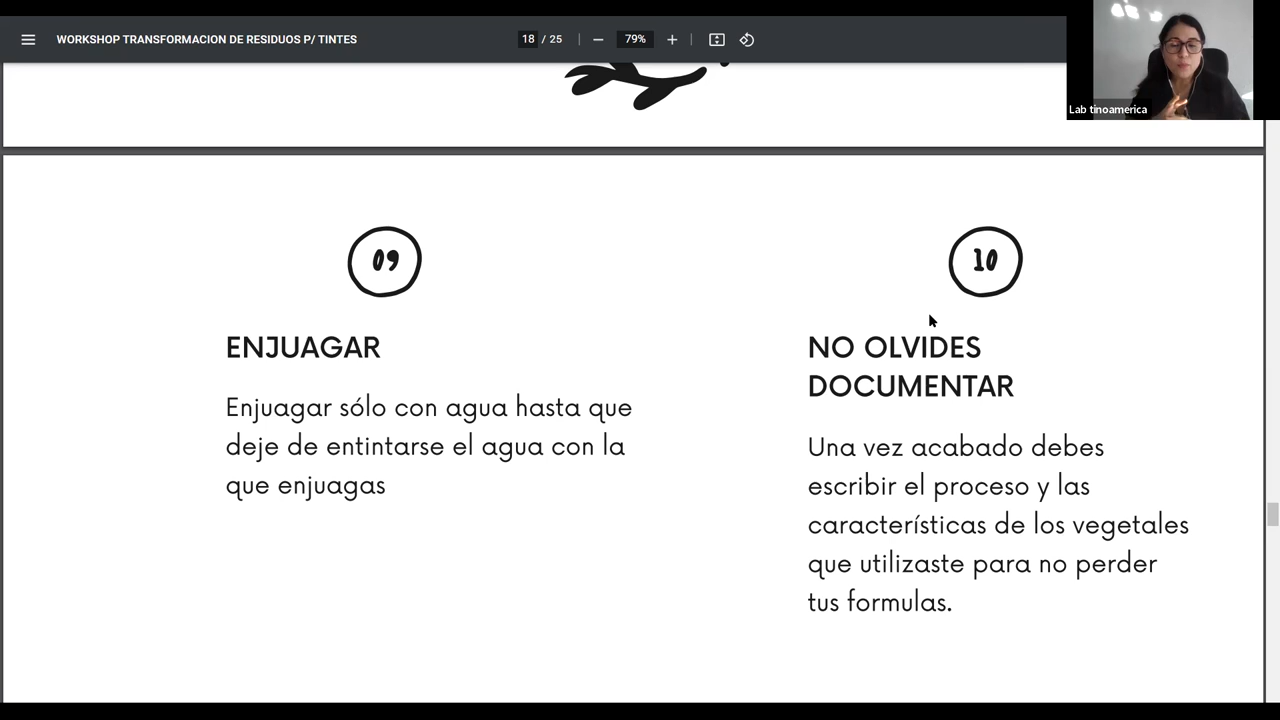 WORKSHOP TRANSFORMACION DE RESIDUOS P/ TINTES
18 / 25
79%
Lab tinoamerica
09
ENJUAGAR
Enjuagar sólo con agua hasta que
deje de entintarse el agua con la
que enjuagas
10
NO OLVIDES
DOCUMENTAR
Una vez acabado debes
escribir el proceso y las
características de los vegetales
que utilizaste para no perder
tus formulas.